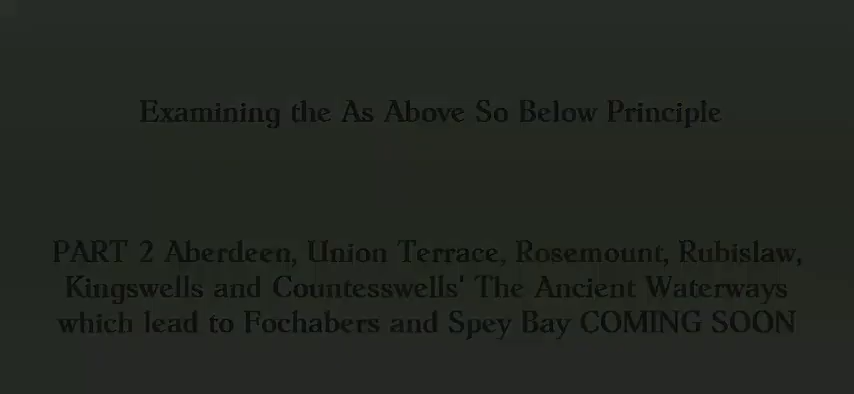 Examining the As Above So Below Principle
PART 2 Aberdeen, Union Terrace, Rosemount, Rubislaw,
Kingswells and Countesswells' The Ancient Waterways
which lead to Fochabers and Spey Bay COMING SOON